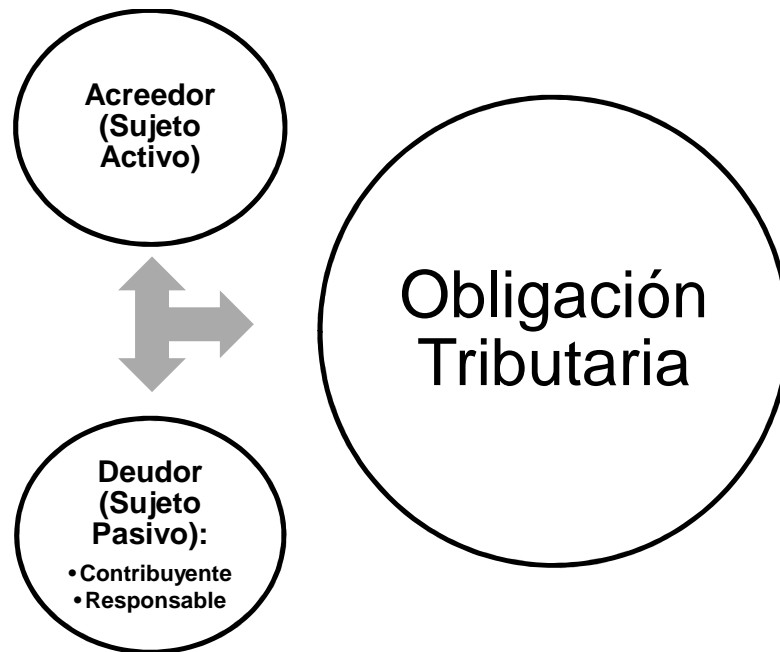 Acreedor
(Sujeto
Activo)
Obligación
Tributaria
Deudor
(Sujeto
Pasivo):
•Contribuyente
•Responsable